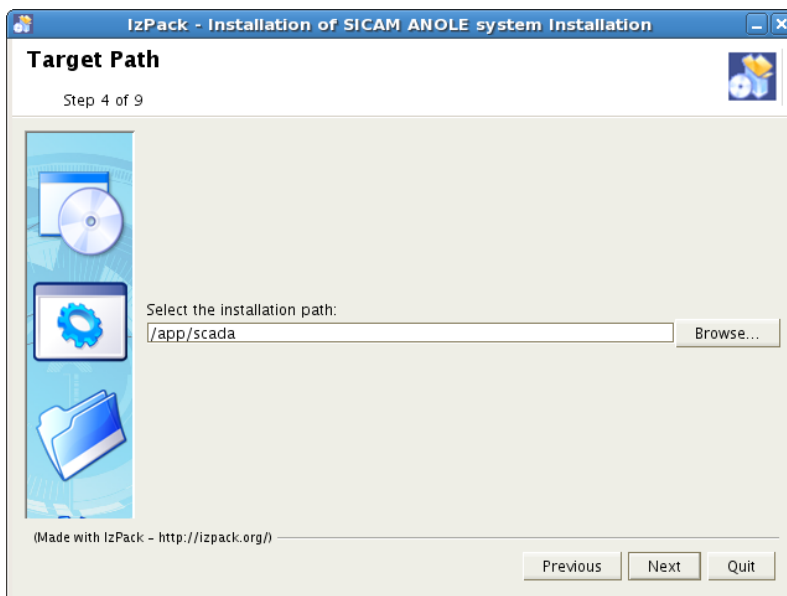 IzPack - Installation of SICAM ANOLE system Installation
Target Path
Step 4 of 9
Select the installation path:
/app/scada
Browse...
(Made with IzPack - http://izpack.org/)
Previous
Next
Quit